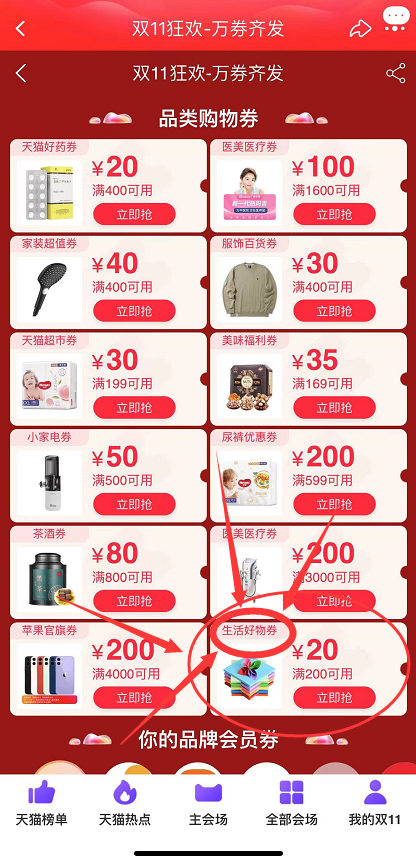 双11狂欢-万券齐发
双11狂欢-万券齐发
品类购物券
天猫好药券
¥20
满400可用
立即抢
医美医疗券
¥100
满1600可用
立即抢
家装超值券
¥40
满400可用
立即抢
服饰百货券
¥30
满400可用
立即抢
天猫超市券
¥30
满199可用
立即抢
美味福利券
¥35
满169可用
立即抢
小家电券
¥50
满500可用
立即抢
尿裤优惠券
¥200
满599可用
立即抢
茶酒券
¥80
满800可用
立即抢
医美医疗券
¥200
满3000可用
立即抢
苹果官旗券
¥200
满4000可用
立即抢
生活好物券
¥20
满200可用
立即抢
你的品牌会员券
天猫榜单
天猫热点
主会场
全部会场
我的双11